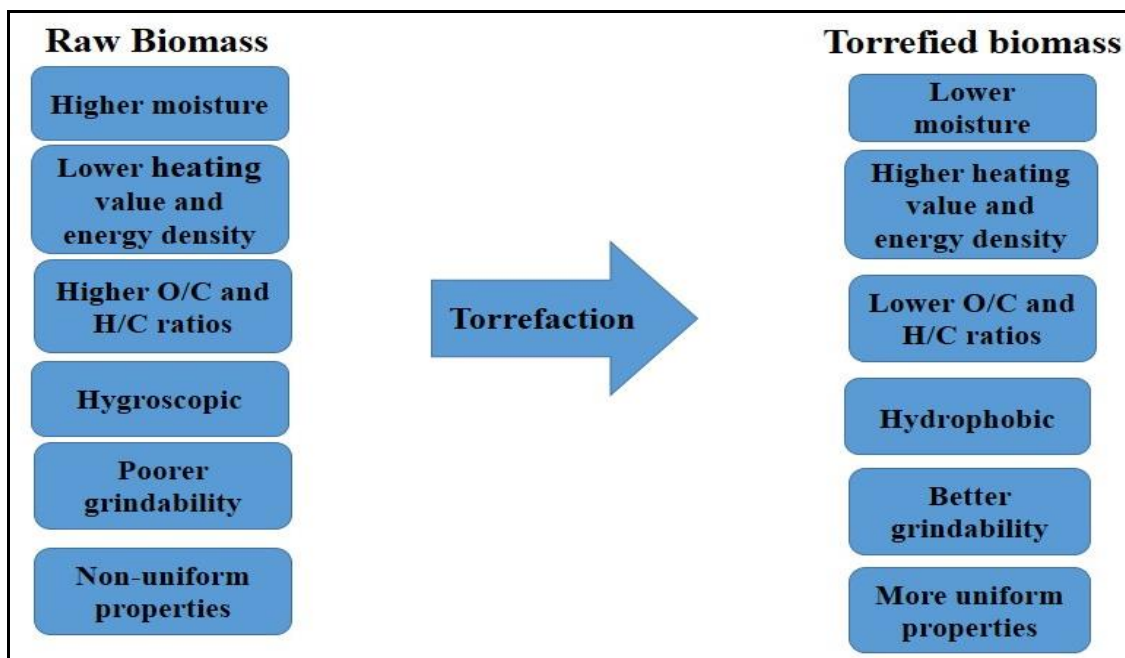 Raw Biomass
Higher moisture
Lower heating
value and
energy density
Higher O/C and
H/C ratios
Hygroscopic
Poorer
grindability
Non-uniform
properties
Torrefaction
Torrefied biomass
Lower
moisture
Higher heating
value and
energy density
Lower O/C and
H/C ratios
Hydrophobic
Better
grindability
More uniform
properties